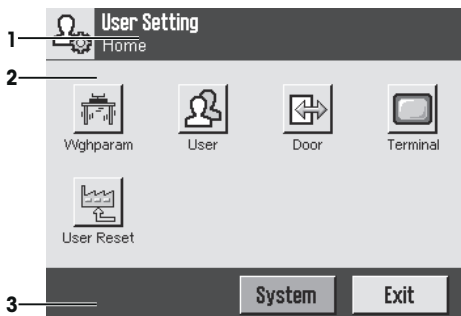 User Setting
1 Home
2
Wghparam User Door Terminal
User Reset
3 System Exit